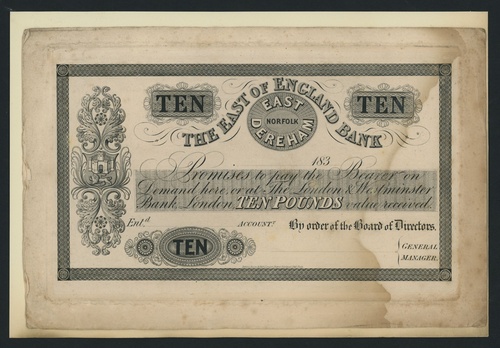 TEN
TEN
THE EAST OF ENGLAND BANK
EAST
NORFOLK
DEREHAM
183
Promises to pay the Bearer on
Demand here, or at The London & Westminster
Bank London, TEN POUNDS value received.
Ent.d
ACCOUNT.t
By order of the Board of Directors.
TEN
GENERAL
MANAGER.